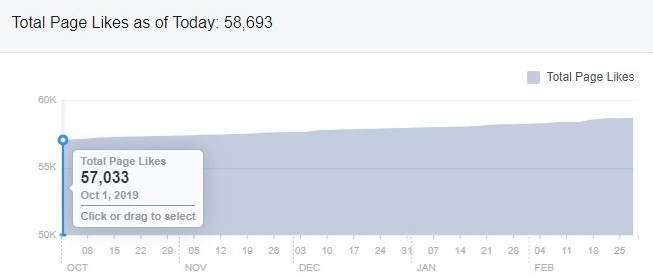 Total Page Likes as of Today: 58,693
Total Page Likes
60K
55K
50K
Total Page Likes
57,033
Oct 1, 2019
Click or drag to select
08 15 22 29 05 12 19 26 03 10 17 24 31 07 14 21 28 04 11 18 25
OCT NOV DEC JAN FEB